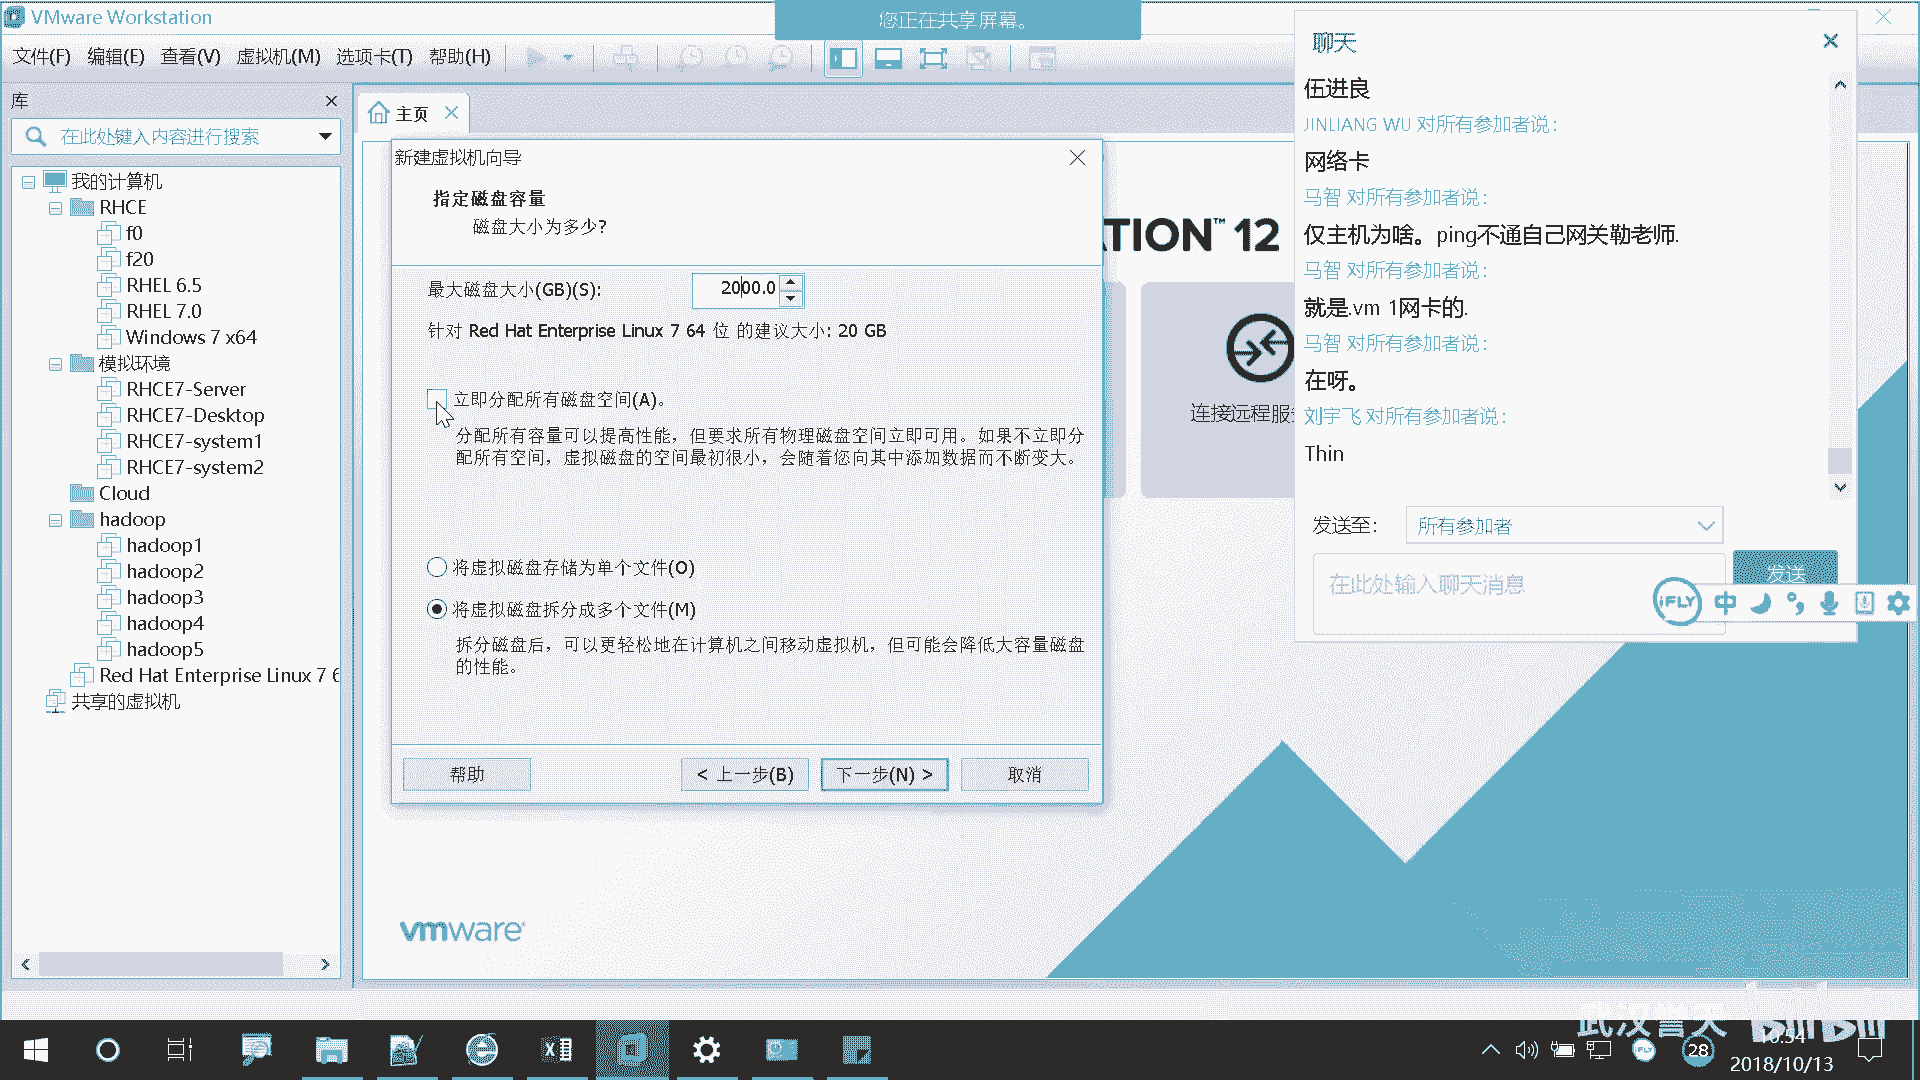 VMware Workstation
您正在共享屏幕。
文件(F) 编辑(E) 查看(V) 虚拟机(M) 选项卡(T) 帮助(H)
库
在此处键入内容进行搜索
我的计算机
RHCE
f0
f20
RHEL 6.5
RHEL 7.0
Windows 7 x64
模拟环境
RHCE7-Server
RHCE7-Desktop
RHCE7-system1
RHCE7-system2
Cloud
hadoop
hadoop1
hadoop2
hadoop3
hadoop4
hadoop5
Red Hat Enterprise Linux 7 6
共享的虚拟机
主页
新建虚拟机向导
指定磁盘容量
磁盘大小为多少?
最大磁盘大小(GB)(S):
2000.0
针对 Red Hat Enterprise Linux 7 64 位 的建议大小: 20 GB
立即分配所有磁盘空间(A)。
分配所有容量可以提高性能，但要求所有物理磁盘空间立即可用。如果不立即分
配所有空间，虚拟磁盘的空间最初很小，会随着您向其中添加数据而不断变大。
将虚拟磁盘存储为单个文件(O)
将虚拟磁盘拆分成多个文件(M)
拆分磁盘后，可以更轻松地在计算机之间移动虚拟机，但可能会降低大容量磁盘
的性能。
帮助
< 上一步(B)
下一步(N) >
取消
TION™ 12
连接远程服
vmware
聊天
伍进良
JINLIANG WU 对所有参加者说：
网络卡
马智 对所有参加者说：
仅主机为啥。ping不通自己网关勒老师.
马智 对所有参加者说：
就是.vm 1网卡的.
马智 对所有参加者说：
在呀。
刘宇飞 对所有参加者说：
Thin
发送至：
所有参加者
在此处输入聊天消息
发送
iFLY
中
武汉誉天
bilibili
28
10:54
2018/10/13